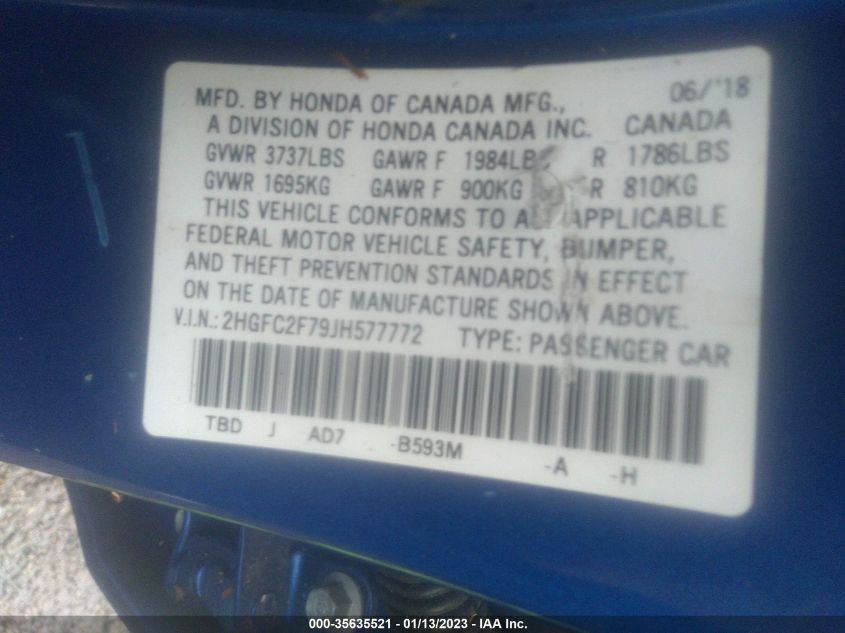 06/'18
MFD. BY HONDA OF CANADA MFG.,
A DIVISION OF HONDA CANADA INC. CANADA
GVWR 3737LBS GAWR F 1984LBS R 1786LBS
GVWR 1695KG GAWR F 900KG R 810KG
THIS VEHICLE CONFORMS TO ALL APPLICABLE
FEDERAL MOTOR VEHICLE SAFETY, BUMPER,
AND THEFT PREVENTION STANDARDS IN EFFECT
ON THE DATE OF MANUFACTURE SHOWN ABOVE.
V.I.N.: 2HGFC2F79JH577772 TYPE: PASSENGER CAR
TBD J AD7 -B593M -A -H
000-35635521 - 01/13/2023 - IAA Inc.